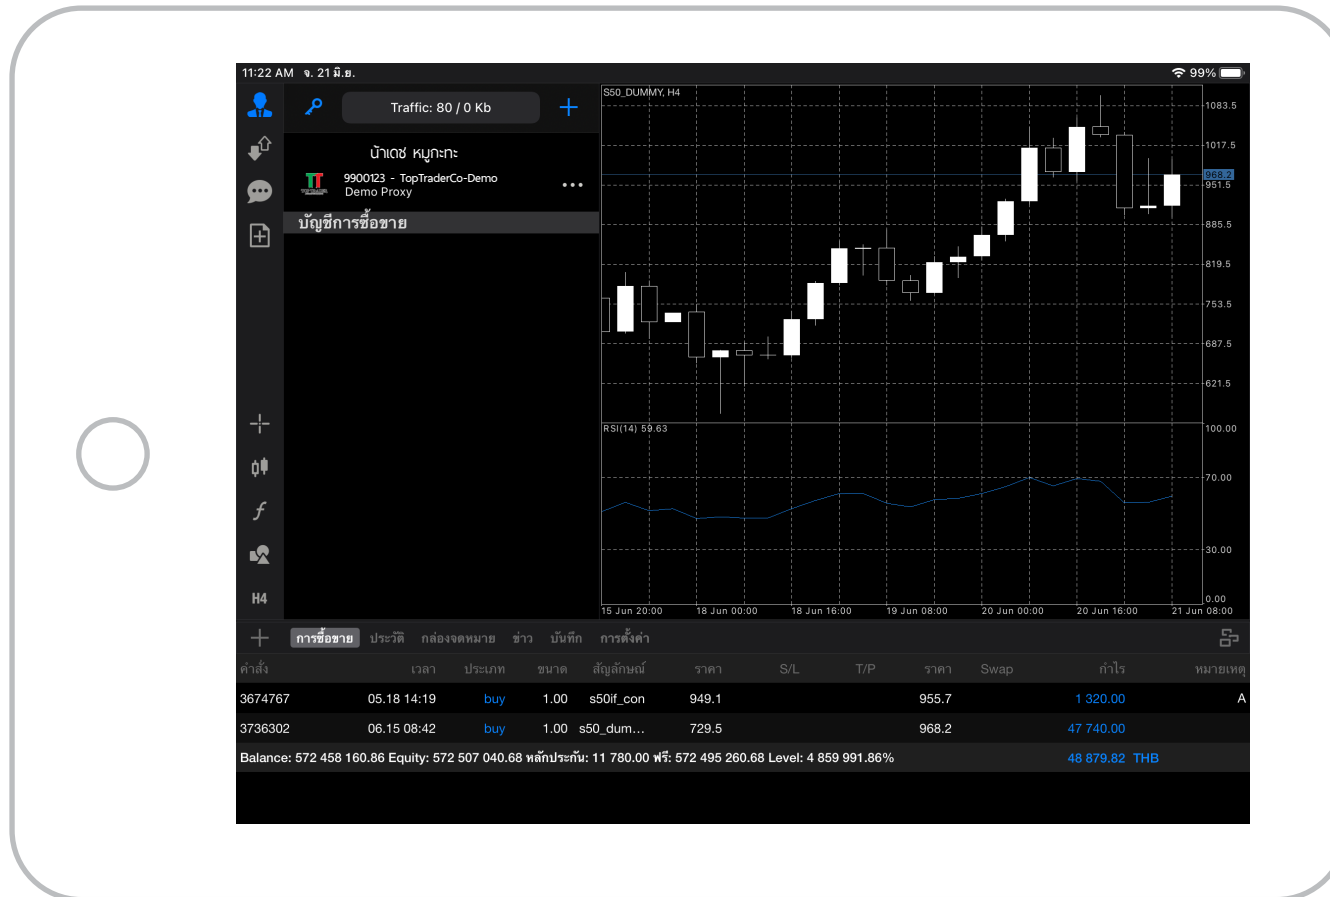 11:22 AM จ. 21 มิ.ย. 99%
Traffic: 80 / 0 Kb
น้าเดช หมูกะทะ
9900123 - TopTraderCo-Demo
Demo Proxy
บัญชีการซื้อขาย
H4
S50_DUMMY, H4
1083.5
1017.5
968.2
951.5
885.5
819.5
753.5
687.5
621.5
RSI(14) 59.63
100.00
70.00
30.00
0.00
15 Jun 20:00 18 Jun 00:00 18 Jun 16:00 19 Jun 08:00 20 Jun 00:00 20 Jun 16:00 21 Jun 08:00
การซื้อขาย ประวัติ กล่องจดหมาย ข่าว บันทึก การตั้งค่า
คำสั่ง เวลา ประเภท ขนาด สัญลักษณ์ ราคา S/L T/P ราคา Swap กำไร หมายเหตุ
3674767 05.18 14:19 buy 1.00 s50if_con 949.1 955.7 1 320.00 A
3736302 06.15 08:42 buy 1.00 s50_dum... 729.5 968.2 47 740.00
Balance: 572 458 160.86 Equity: 572 507 040.68 หลักประกัน: 11 780.00 ฟรี: 572 495 260.68 Level: 4 859 991.86% 48 879.82 THB